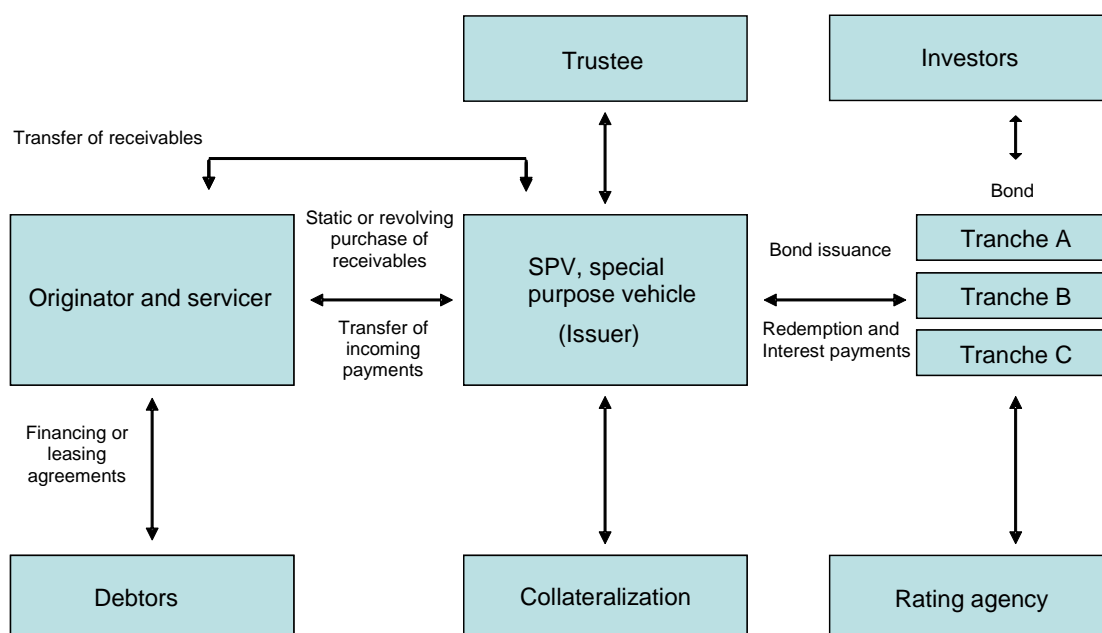 Trustee
Investors
Transfer of receivables
Bond
Originator and servicer
Static or revolving
purchase of
receivables
Transfer of
incoming
payments
SPV, special
purpose vehicle
(Issuer)
Bond issuance
Redemption and
Interest payments
Tranche A
Tranche B
Tranche C
Financing or
leasing
agreements
Debtors
Collateralization
Rating agency